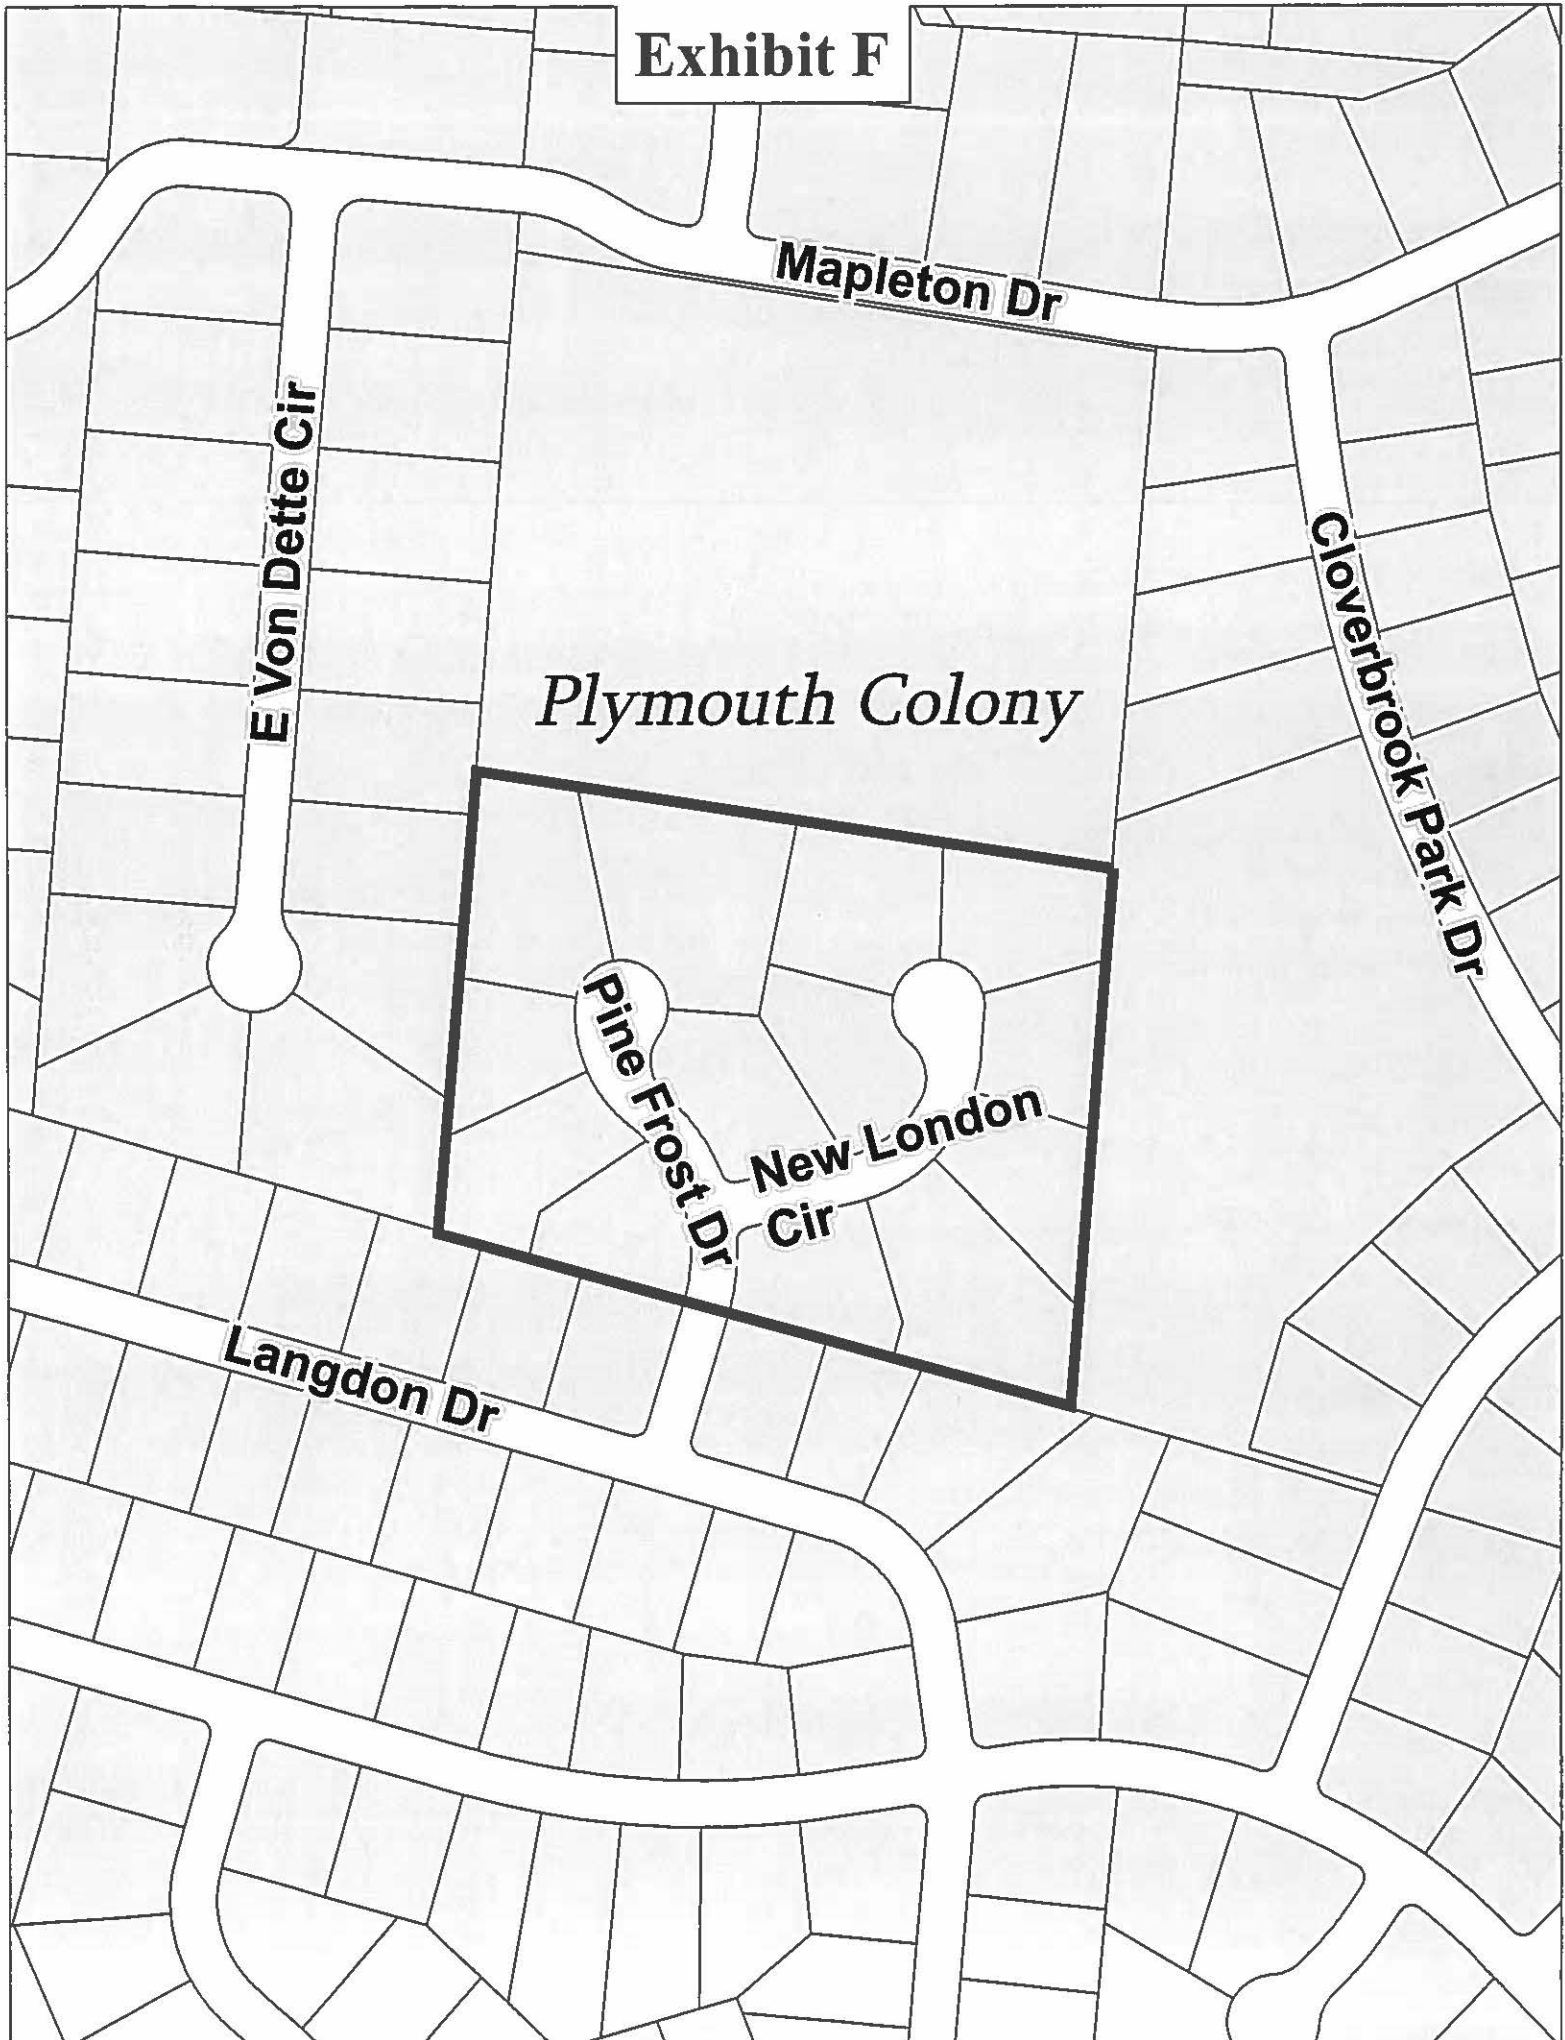 Exhibit F
Mapleton Dr
E Von Dette Cir
Cloverbrook Park Dr
Plymouth Colony
Pine Frost Dr
New London
Cir
Langdon Dr